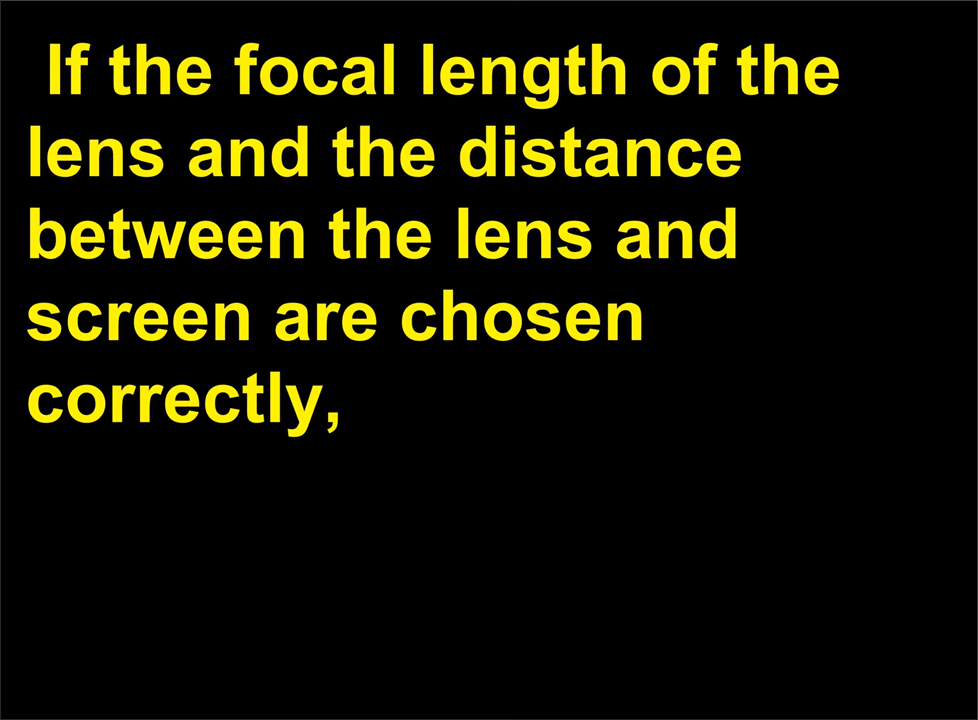 If the focal length of the
lens and the distance
between the lens and
screen are chosen
correctly,